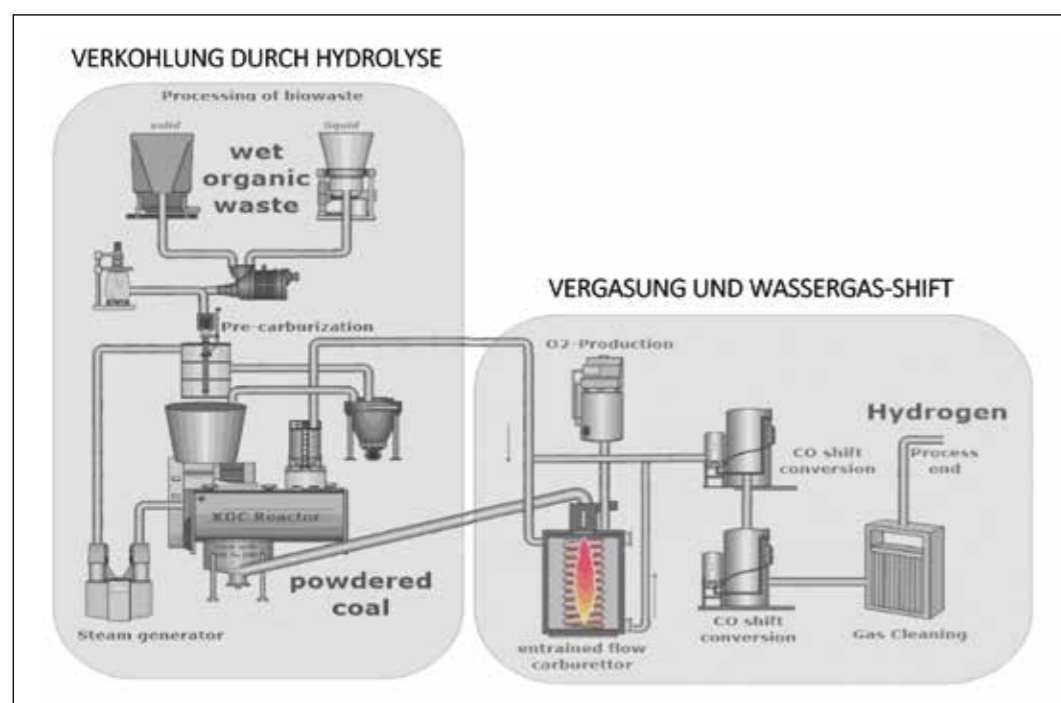 VERKOHLUNG DURCH HYDROLYSE
Processing of biowaste
solid
liquid
wet
organic
waste
Pre-carburization
KDC Reactor
powdered
coal
Steam generator
VERGASUNG UND WASSERGAS-SHIFT
O2-Production
Hydrogen
Process
end
CO shift
conversion
CO shift
conversion
Gas Cleaning
entrained flow
carburettor